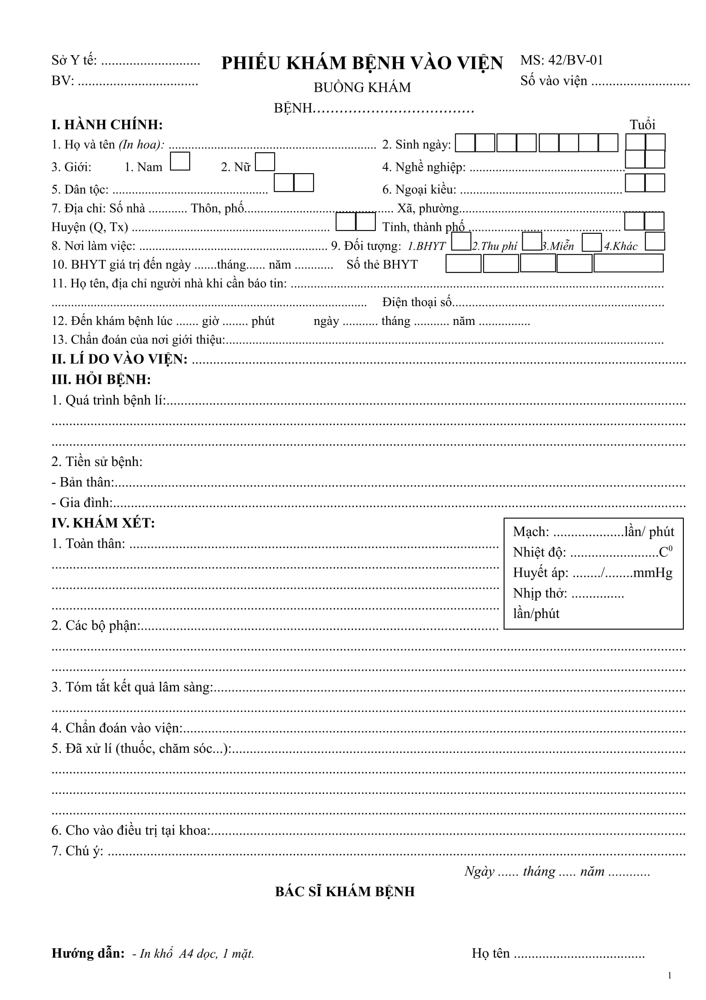 Sở Y tế: ............................
BV: ..................................
PHIẾU KHÁM BỆNH VÀO VIỆN
BUỒNG KHÁM
BỆNH....................................
MS: 42/BV-01
Số vào viện ............................
I. HÀNH CHÍNH: Tuổi
1. Họ và tên (In hoa): ................................................................ 2. Sinh ngày:
3. Giới: 1. Nam 2. Nữ 4. Nghề nghiệp: ................................................
5. Dân tộc: ................................................ 6. Ngoại kiều: ..................................................
7. Địa chỉ: Số nhà ............ Thôn, phố.............................................. Xã, phường...............................................................
Huyện (Q, Tx) ............................................................. Tỉnh, thành phố ...............................................
8. Nơi làm việc: .......................................................... 9. Đối tượng: 1.BHYT 2.Thu phí 3.Miễn 4.Khác
10. BHYT giá trị đến ngày .......tháng...... năm ............ Số thẻ BHYT
11. Họ tên, địa chỉ người nhà khi cần báo tin: ...................................................................................................................
................................................................................................. Điện thoại số.................................................................
12. Đến khám bệnh lúc ....... giờ ........ phút ngày ........... tháng ........... năm ................
13. Chẩn đoán của nơi giới thiệu:.......................................................................................................................................
II. LÍ DO VÀO VIỆN: ............................................................................................................................................
III. HỎI BỆNH:
1. Quá trình bệnh lí:...................................................................................................................................................
....................................................................................................................................................................................
....................................................................................................................................................................................
2. Tiền sử bệnh:
- Bản thân:..................................................................................................................................................................
- Gia đình:..................................................................................................................................................................
IV. KHÁM XÉT:
1. Toàn thân: .........................................................................................................
...............................................................................................................................
...............................................................................................................................
...............................................................................................................................
Mạch: ....................lần/ phút
Nhiệt độ: .........................C⁰
Huyết áp: ......../........mmHg
Nhịp thở: ...............
lần/phút
2. Các bộ phận:.....................................................................................................
....................................................................................................................................................................................
....................................................................................................................................................................................
3. Tóm tắt kết quả lâm sàng:......................................................................................................................................
....................................................................................................................................................................................
4. Chẩn đoán vào viện:..............................................................................................................................................
5. Đã xử lí (thuốc, chăm sóc...):................................................................................................................................
....................................................................................................................................................................................
....................................................................................................................................................................................
....................................................................................................................................................................................
6. Cho vào điều trị tại khoa:......................................................................................................................................
7. Chú ý: ....................................................................................................................................................................
Ngày ...... tháng ..... năm ............
BÁC SĨ KHÁM BỆNH
Hướng dẫn: - In khổ A4 dọc, 1 mặt. Họ tên .....................................
1